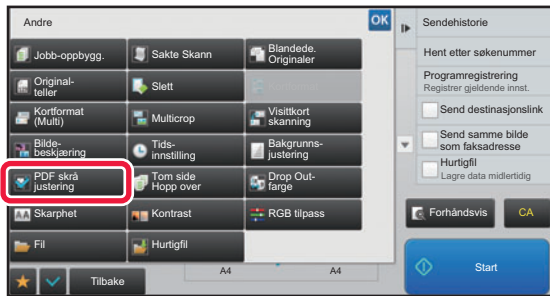 Andre
OK
Jobb-oppbygg.
Sakte Skann
Blandede.
Originaler
Original-
teller
Slett
Kortformat
(Multi)
Multicrop
Visittkort
skanning
Bilde-
beskjæring
Tids-
innstilling
Bakgrunns-
justering
PDF skrå
justering
Tom side
Hopp over
Drop Out-
farge
Skarphet
Kontrast
RGB tilpass
Fil
Hurtigfil
Tilbake
A4
A4
Sendehistorie
Hent etter søkenummer
Programregistrering
Registrer gjeldende innst.
Send destinasjonslink
Send samme bilde
som faksadresse
Hurtigfil
Lagre data midlertidig
Forhåndsvis
CA
Start